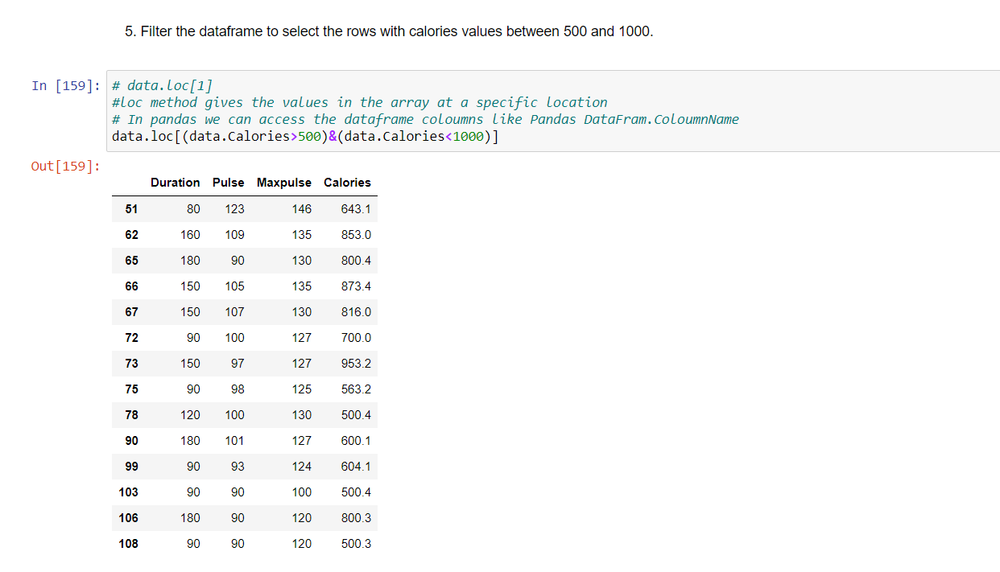 5. Filter the dataframe to select the rows with calories values between 500 and 1000.
In [159]: # data.loc[1]
#loc method gives the values in the array at a specific location
# In pandas we can access the dataframe coloumns like Pandas DataFram.ColoumnName
data.loc[(data.Calories>500)&(data.Calories<1000)]
Out[159]:
Duration Pulse Maxpulse Calories
51 80 123 146 643.1
62 160 109 135 853.0
65 180 90 130 800.4
66 150 105 135 873.4
67 150 107 130 816.0
72 90 100 127 700.0
73 150 97 127 953.2
75 90 98 125 563.2
78 120 100 130 500.4
90 180 101 127 600.1
99 90 93 124 604.1
103 90 90 100 500.4
106 180 90 120 800.3
108 90 90 120 500.3